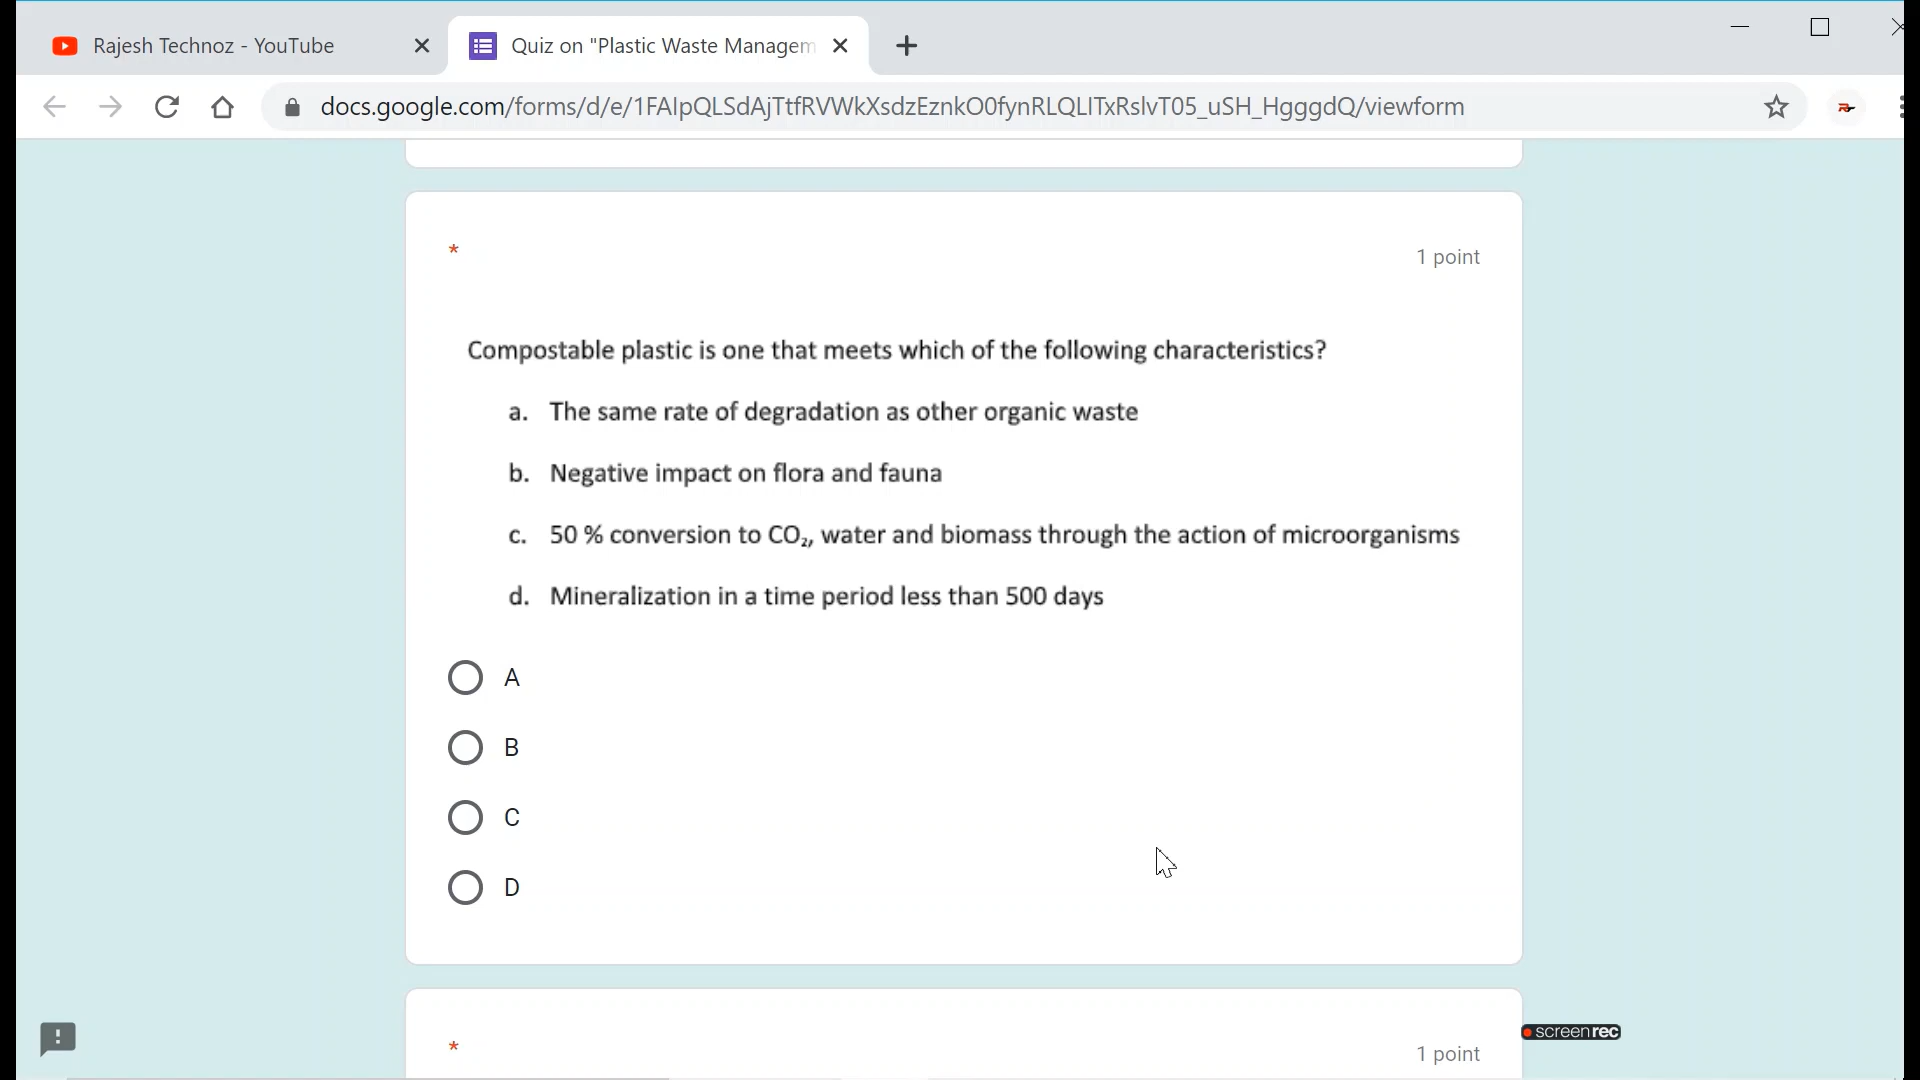 Rajesh Technoz - YouTube
Quiz on "Plastic Waste Managem
docs.google.com/forms/d/e/1FAIpQLSdAjTtfRVWkXsdzEznkO0fynRLQLITxRslvT05_uSH_HgggdQ/viewform
*
1 point
Compostable plastic is one that meets which of the following characteristics?
a. The same rate of degradation as other organic waste
b. Negative impact on flora and fauna
c. 50 % conversion to CO₂, water and biomass through the action of microorganisms
d. Mineralization in a time period less than 500 days
A
B
C
D
*
1 point
screenrec